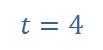 t = 4